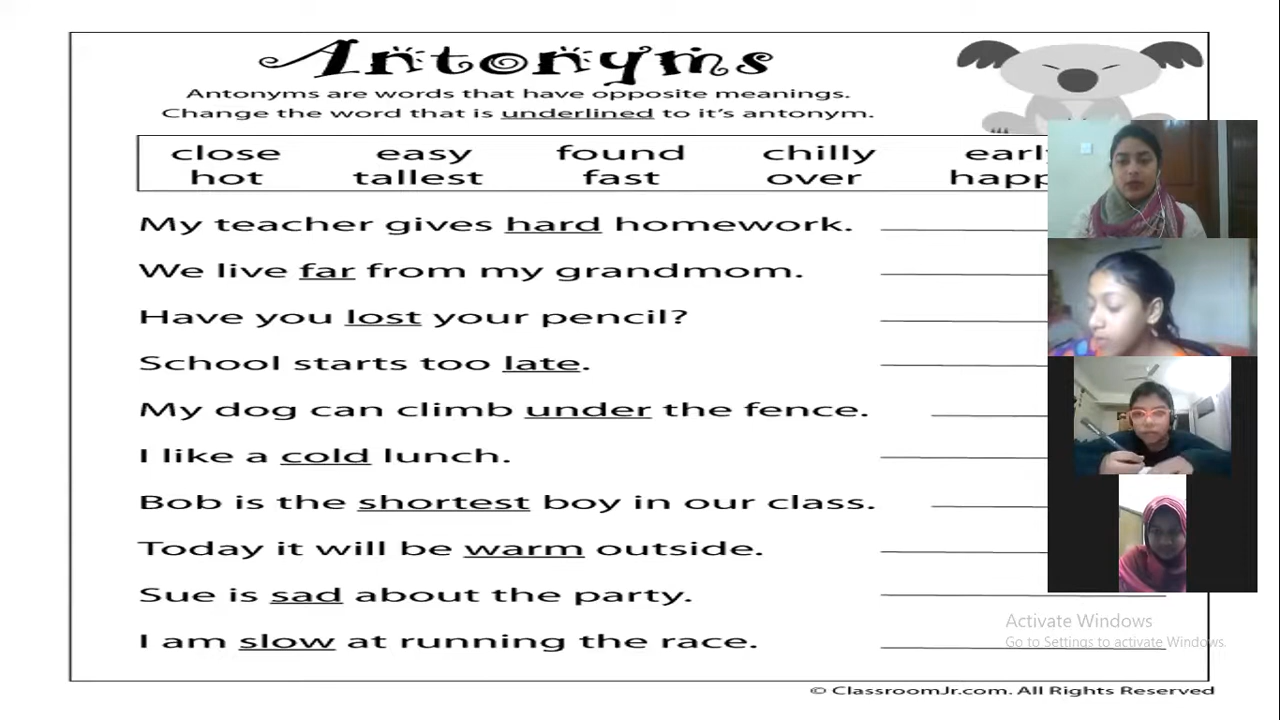 Antonyms
Antonyms are words that have opposite meanings.
Change the word that is underlined to it's antonym.
close easy found chilly
hot tallest fast over
My teacher gives hard homework.
We live far from my grandmom.
Have you lost your pencil?
School starts too late.
My dog can climb under the fence.
I like a cold lunch.
Bob is the shortest boy in our class.
Today it will be warm outside.
Sue is sad about the party.
I am slow at running the race.
Activate Windows
Go to Settings to activate Windows.
© ClassroomJr.com. All Rights Reserved